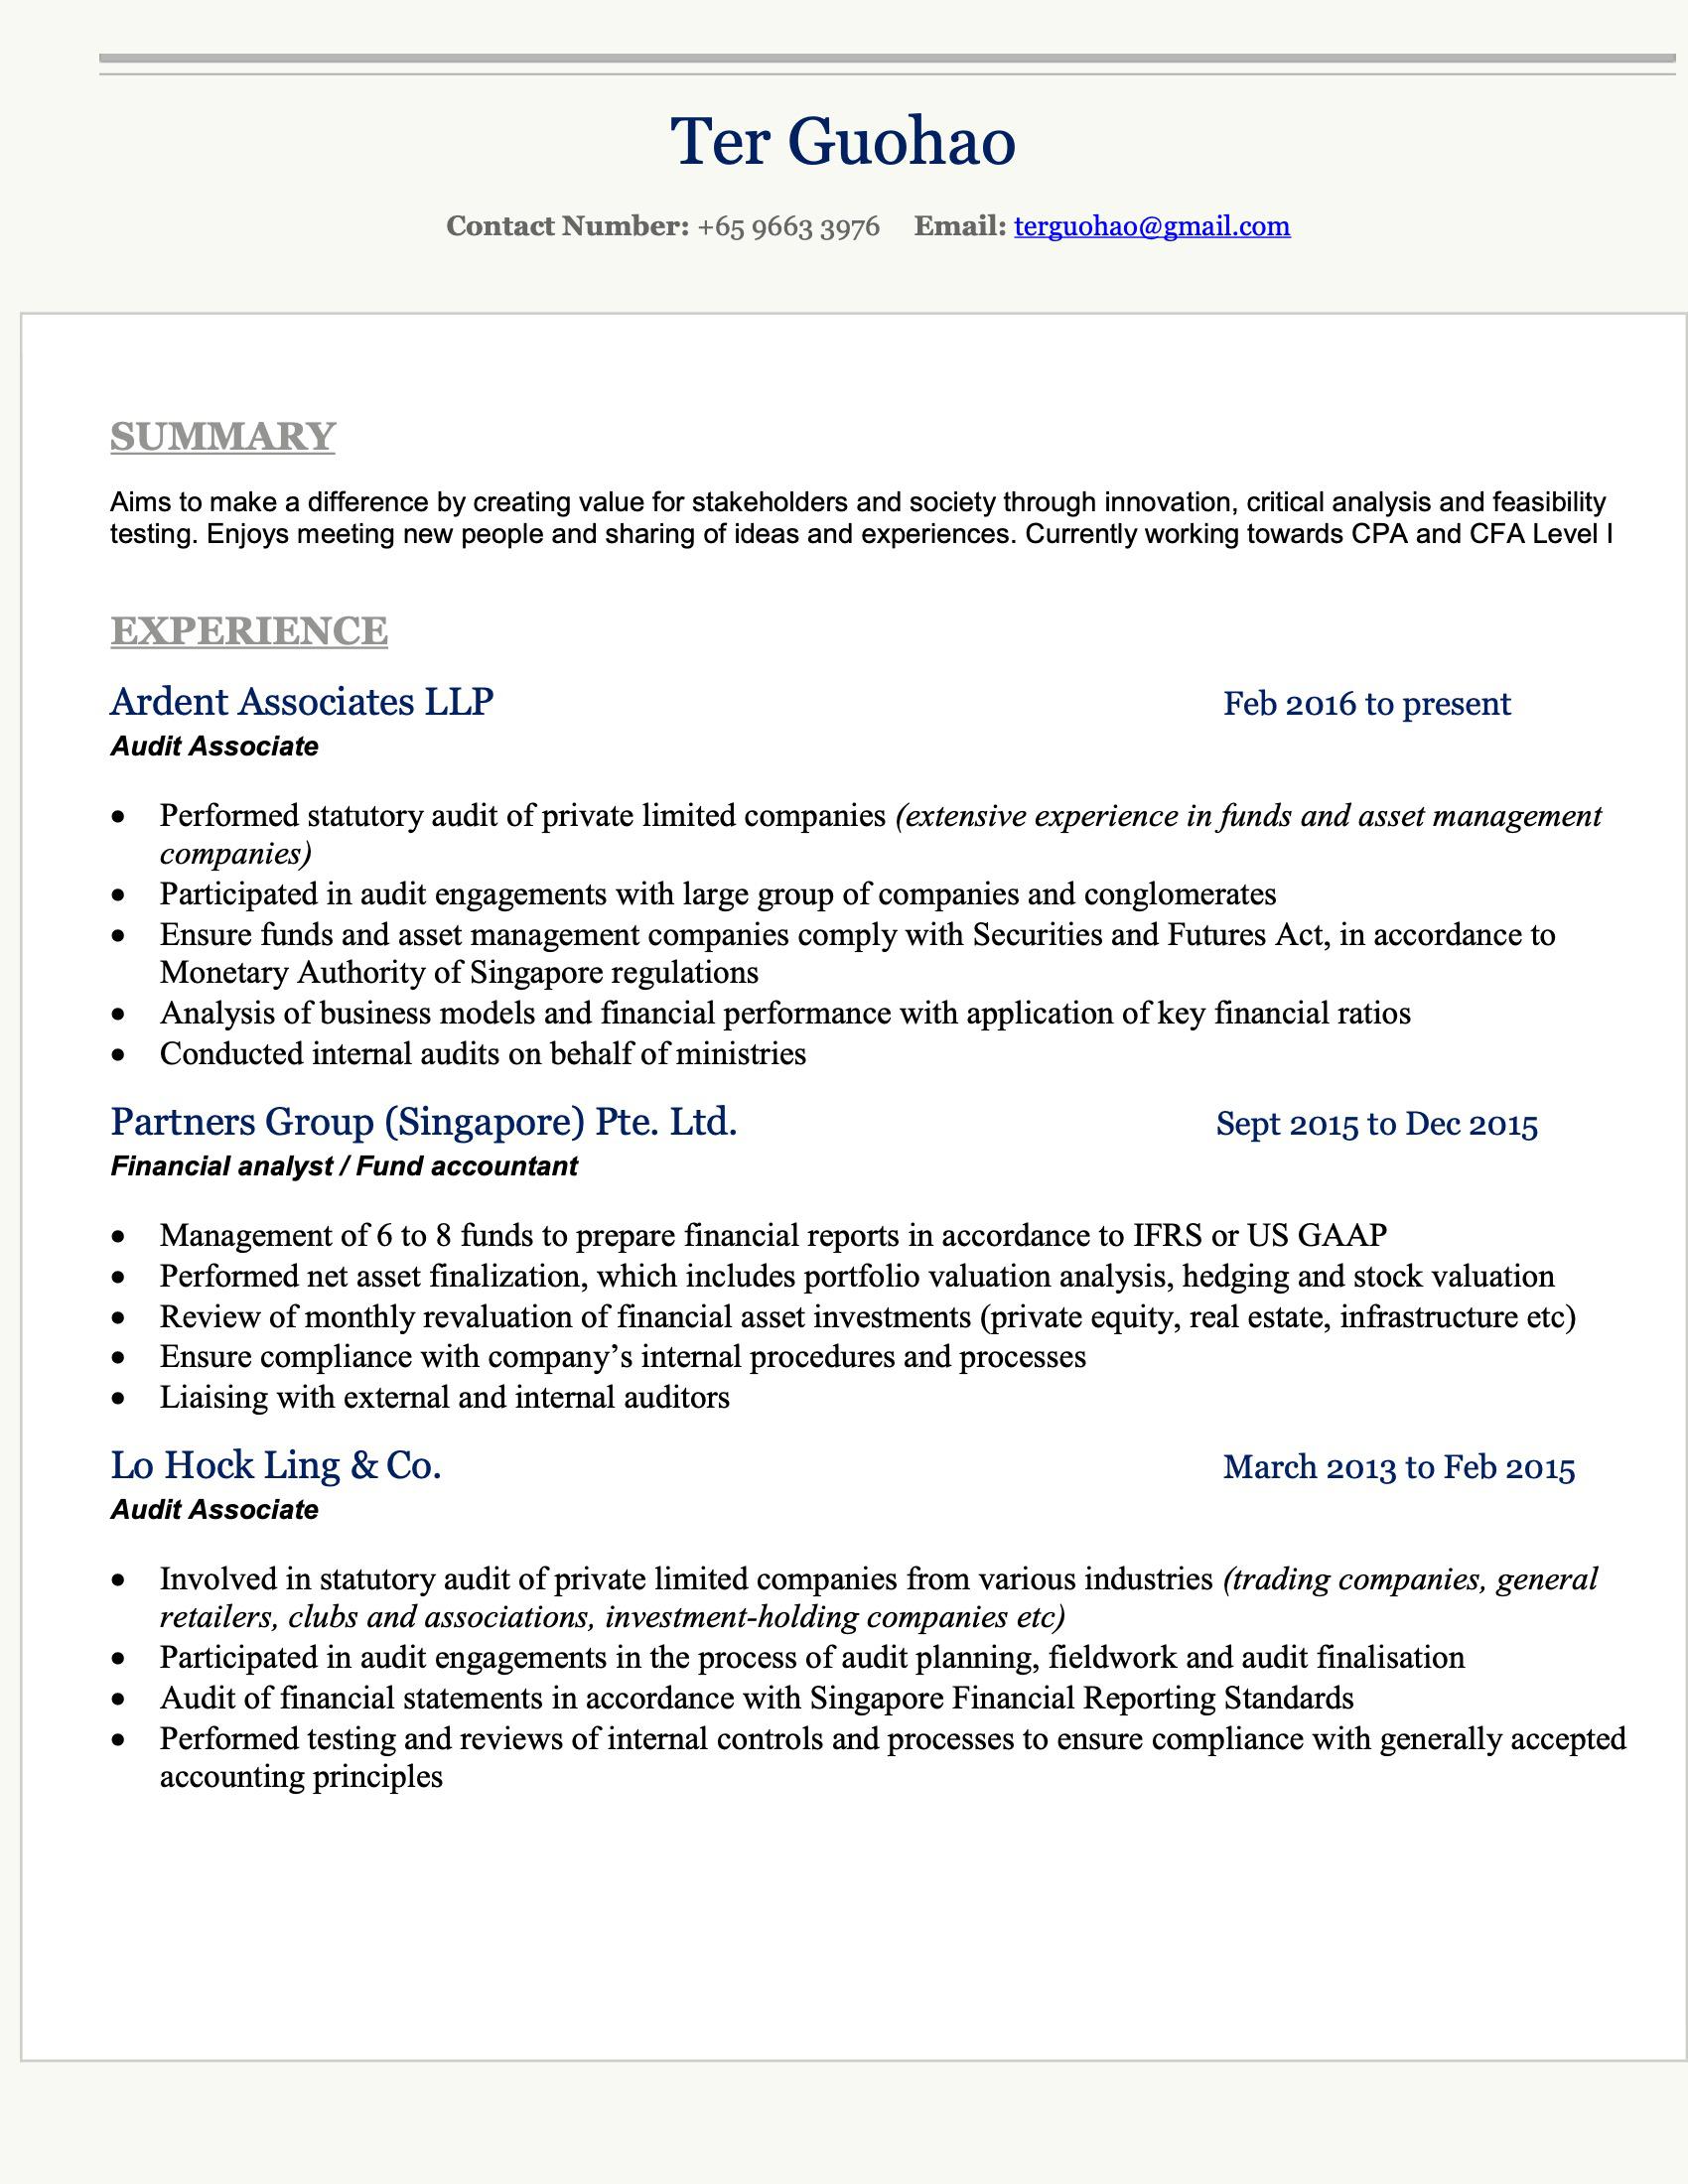 Ter Guohao
Contact Number: +65 9663 3976 Email: terguohao@gmail.com
SUMMARY
Aims to make a difference by creating value for stakeholders and society through innovation, critical analysis and feasibility
testing. Enjoys meeting new people and sharing of ideas and experiences. Currently working towards CPA and CFA Level I
EXPERIENCE
Ardent Associates LLP Feb 2016 to present
Audit Associate
• Performed statutory audit of private limited companies (extensive experience in funds and asset management
companies)
• Participated in audit engagements with large group of companies and conglomerates
• Ensure funds and asset management companies comply with Securities and Futures Act, in accordance to
Monetary Authority of Singapore regulations
• Analysis of business models and financial performance with application of key financial ratios
• Conducted internal audits on behalf of ministries
Partners Group (Singapore) Pte. Ltd. Sept 2015 to Dec 2015
Financial analyst / Fund accountant
• Management of 6 to 8 funds to prepare financial reports in accordance to IFRS or US GAAP
• Performed net asset finalization, which includes portfolio valuation analysis, hedging and stock valuation
• Review of monthly revaluation of financial asset investments (private equity, real estate, infrastructure etc)
• Ensure compliance with company’s internal procedures and processes
• Liaising with external and internal auditors
Lo Hock Ling & Co. March 2013 to Feb 2015
Audit Associate
• Involved in statutory audit of private limited companies from various industries (trading companies, general
retailers, clubs and associations, investment-holding companies etc)
• Participated in audit engagements in the process of audit planning, fieldwork and audit finalisation
• Audit of financial statements in accordance with Singapore Financial Reporting Standards
• Performed testing and reviews of internal controls and processes to ensure compliance with generally accepted
accounting principles